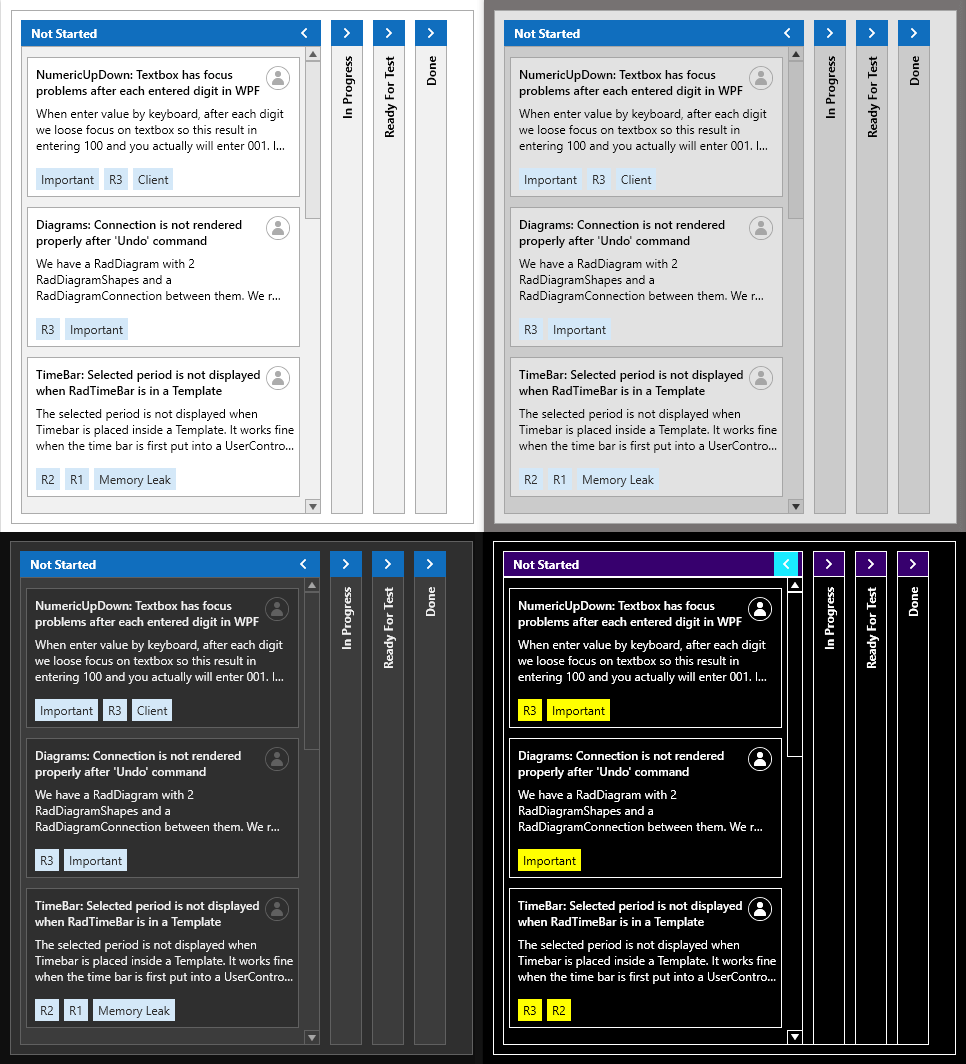 Not Started
NumericUpDown: Textbox has focus
problems after each entered digit in WPF
When enter value by keyboard, after each digit
we loose focus on textbox so this result in
entering 100 and you actually will enter 001. I...
Important R3 Client
Diagrams: Connection is not rendered
properly after 'Undo' command
We have a RadDiagram with 2
RadDiagramShapes and a
RadDiagramConnection between them. We r...
R3 Important
TimeBar: Selected period is not displayed
when RadTimeBar is in a Template
The selected period is not displayed when
Timebar is placed inside a Template. It works fine
when the time bar is first put into a UserContro...
R2 R1 Memory Leak
In Progress
Ready For Test
Done
Not Started
NumericUpDown: Textbox has focus
problems after each entered digit in WPF
When enter value by keyboard, after each digit
we loose focus on textbox so this result in
entering 100 and you actually will enter 001. I...
Important R3 Client
Diagrams: Connection is not rendered
properly after 'Undo' command
We have a RadDiagram with 2
RadDiagramShapes and a
RadDiagramConnection between them. We r...
R3 Important
TimeBar: Selected period is not displayed
when RadTimeBar is in a Template
The selected period is not displayed when
Timebar is placed inside a Template. It works fine
when the time bar is first put into a UserContro...
R2 R1 Memory Leak
In Progress
Ready For Test
Done
Not Started
NumericUpDown: Textbox has focus
problems after each entered digit in WPF
When enter value by keyboard, after each digit
we loose focus on textbox so this result in
entering 100 and you actually will enter 001. I...
Important R3 Client
Diagrams: Connection is not rendered
properly after 'Undo' command
We have a RadDiagram with 2
RadDiagramShapes and a
RadDiagramConnection between them. We r...
R3 Important
TimeBar: Selected period is not displayed
when RadTimeBar is in a Template
The selected period is not displayed when
Timebar is placed inside a Template. It works fine
when the time bar is first put into a UserContro...
R2 R1 Memory Leak
In Progress
Ready For Test
Done
Not Started
NumericUpDown: Textbox has focus
problems after each entered digit in WPF
When enter value by keyboard, after each digit
we loose focus on textbox so this result in
entering 100 and you actually will enter 001. I...
R3 Important
Diagrams: Connection is not rendered
properly after 'Undo' command
We have a RadDiagram with 2
RadDiagramShapes and a
RadDiagramConnection between them. We r...
Important
TimeBar: Selected period is not displayed
when RadTimeBar is in a Template
The selected period is not displayed when
Timebar is placed inside a Template. It works fine
when the time bar is first put into a UserContro...
R3 R2
In Progress
Ready For Test
Done